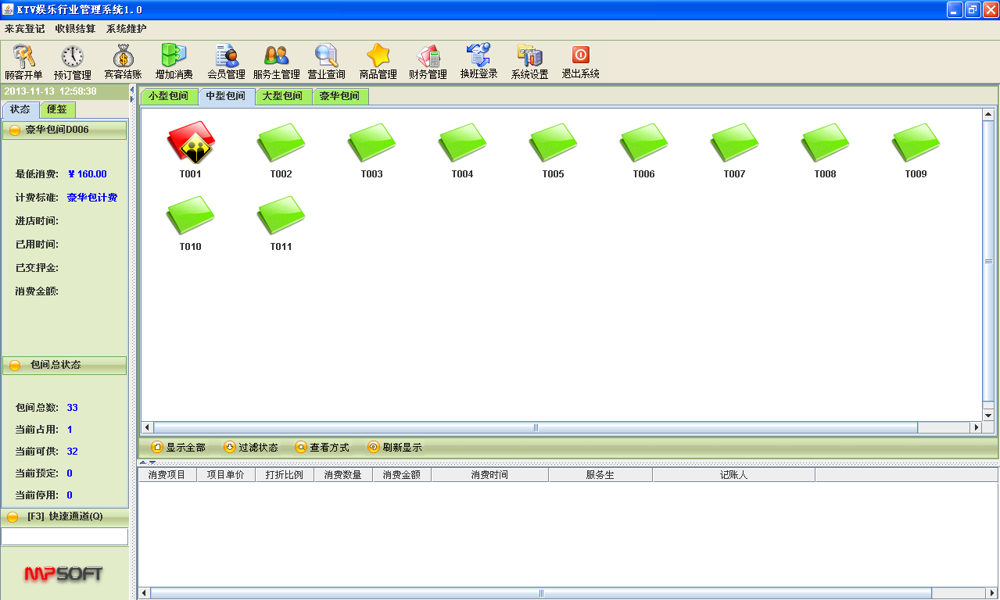 KTV娱乐行业管理系统1.0
来宾登记 收银结算 系统维护
顾客开单 预订管理 宾客结账 增加消费 会员管理 服务生管理 营业查询 商品管理 财务管理 换班登录 系统设置 退出系统
2013-11-13 12:58:38
状态 便签
豪华包间D006
最低消费: ￥160.00
计费标准: 豪华包计费
进店时间:
已用时间:
已交押金:
消费金额:
包间总状态
包间总数: 33
当前占用: 1
当前可供: 32
当前预定: 0
当前停用: 0
[F3] 快速通道(Q)
MPSOFT
小型包间 中型包间 大型包间 豪华包间
T001 T002 T003 T004 T005 T006 T007 T008 T009
T010 T011
显示全部 过滤状态 查看方式 刷新显示
消费项目 项目单价 打折比例 消费数量 消费金额 消费时间 服务生 记账人